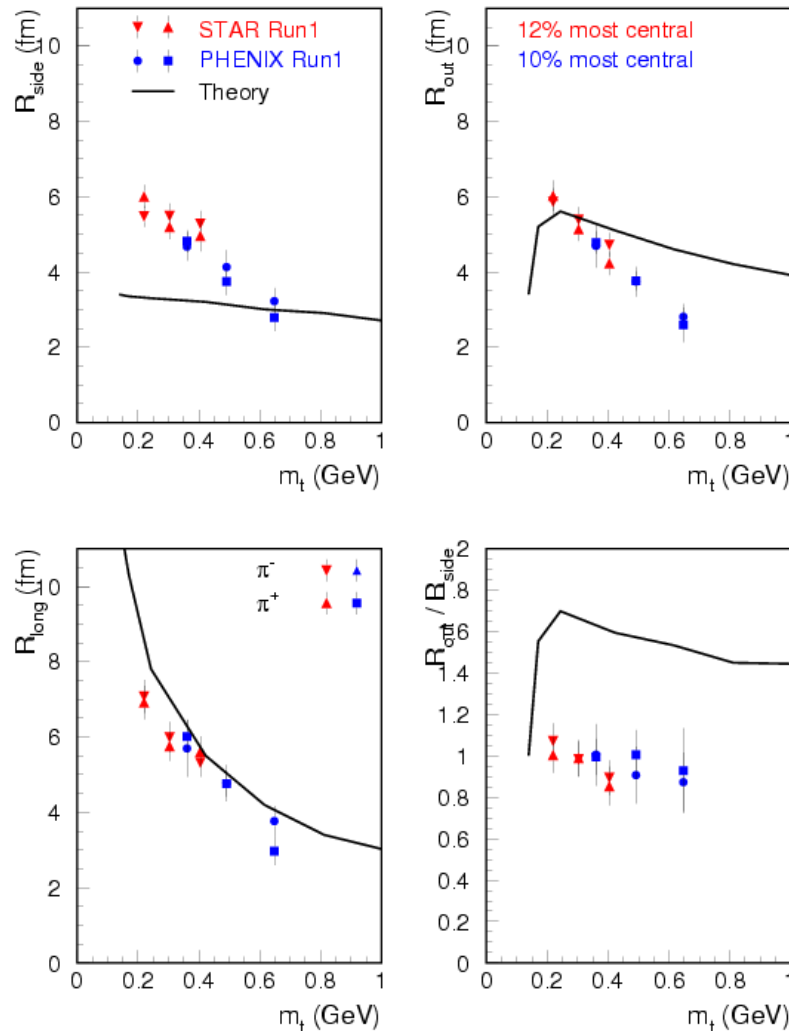 R_side (fm)
10
8
6
4
2
0
STAR Run1
PHENIX Run1
Theory
0 0.2 0.4 0.6 0.8 1
m_t (GeV)
R_out (fm)
10
8
6
4
2
0
12% most central
10% most central
0 0.2 0.4 0.6 0.8 1
m_t (GeV)
R_long (fm)
10
8
6
4
2
0
π^-
π^+
0 0.2 0.4 0.6 0.8 1
m_t (GeV)
R_out / R_side
2
1.8
1.6
1.4
1.2
1
0.8
0.6
0.4
0.2
0
0 0.2 0.4 0.6 0.8 1
m_t (GeV)